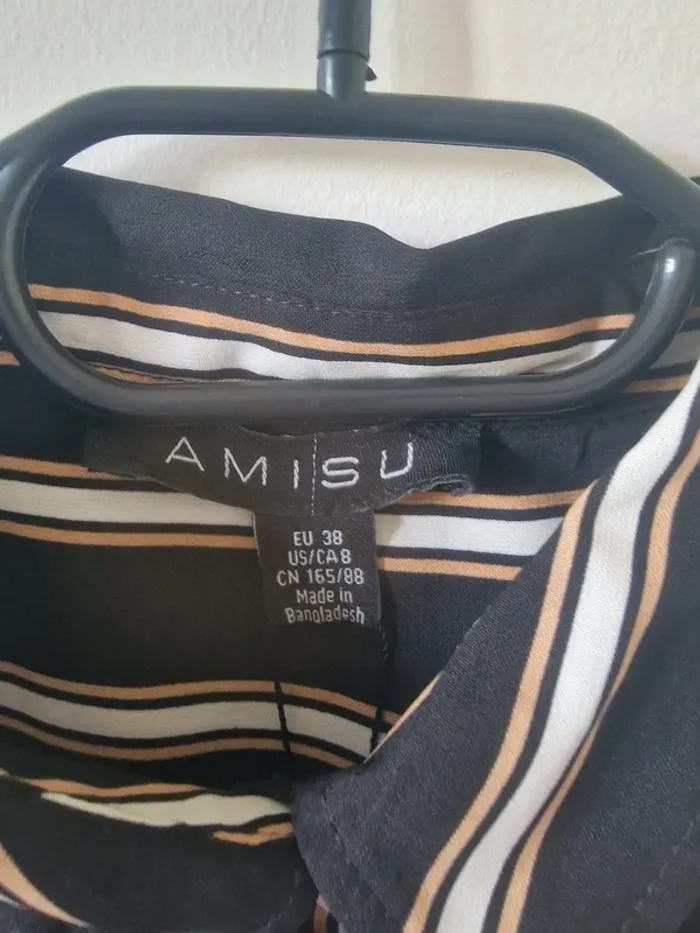 AMISU
EU 38
US/CA 8
CN 165/88
Made in
Bangladesh